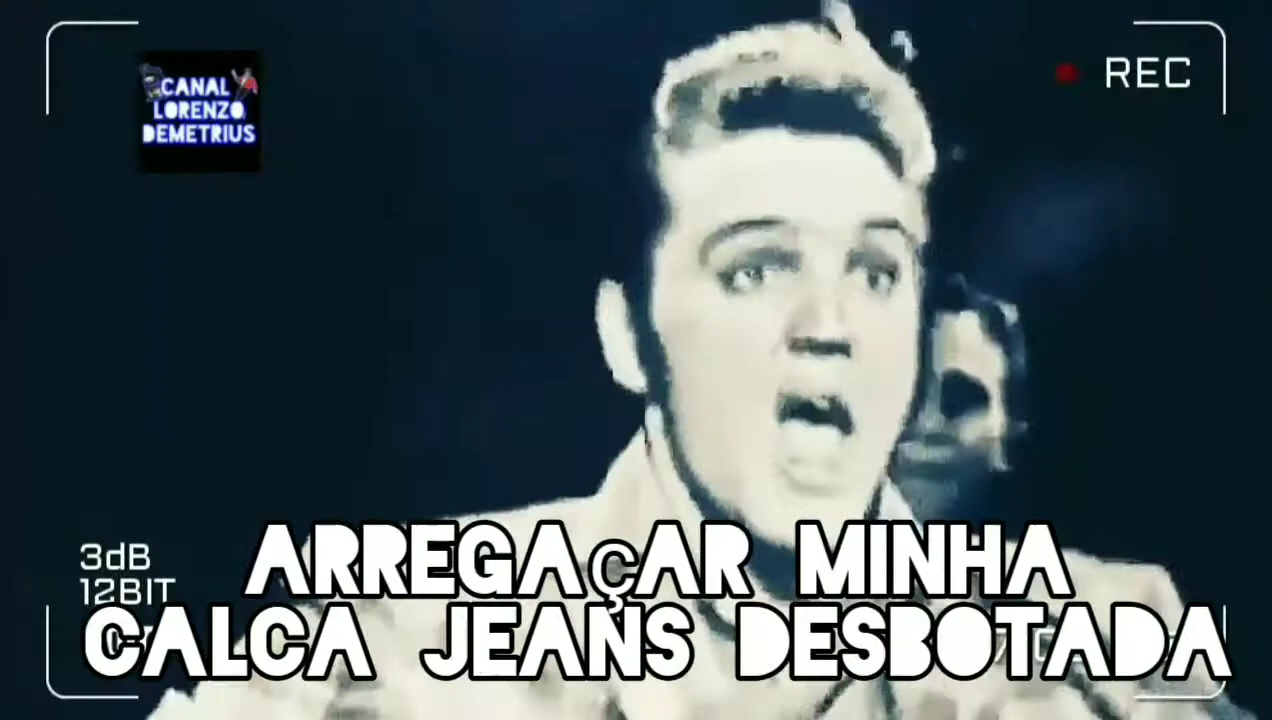 CANAL
LORENZO
DEMETRIUS
REC
3dB
12BIT
ARREGAÇAR MINHA
CALCA JEANS DESBOTADA